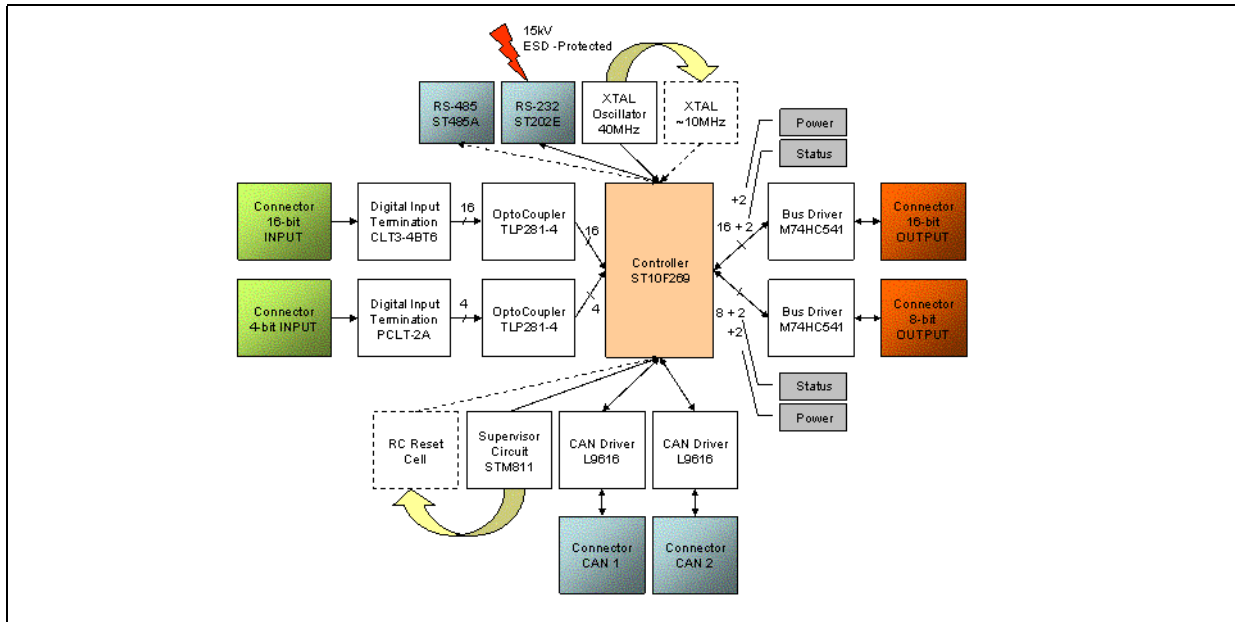 15kV
ESD -Protected
RS-485
ST485A
RS-232
ST202E
XTAL
Oscillator
40MHz
XTAL
~10MHz
Power
Status
+2
16 + 2
Connector
16-bit
INPUT
Digital Input
Termination
CLT3-4BT6
16
OptoCoupler
TLP281-4
16
Controller
ST10F269
Bus Driver
M74HC541
Connector
16-bit
OUTPUT
Connector
4-bit INPUT
Digital Input
Termination
PCLT-2A
4
OptoCoupler
TLP281-4
4
8 + 2
+2
Bus Driver
M74HC541
Connector
8-bit
OUTPUT
Status
Power
RC Reset
Cell
Supervisor
Circuit
STM811
CAN Driver
L9616
CAN Driver
L9616
Connector
CAN 1
Connector
CAN 2